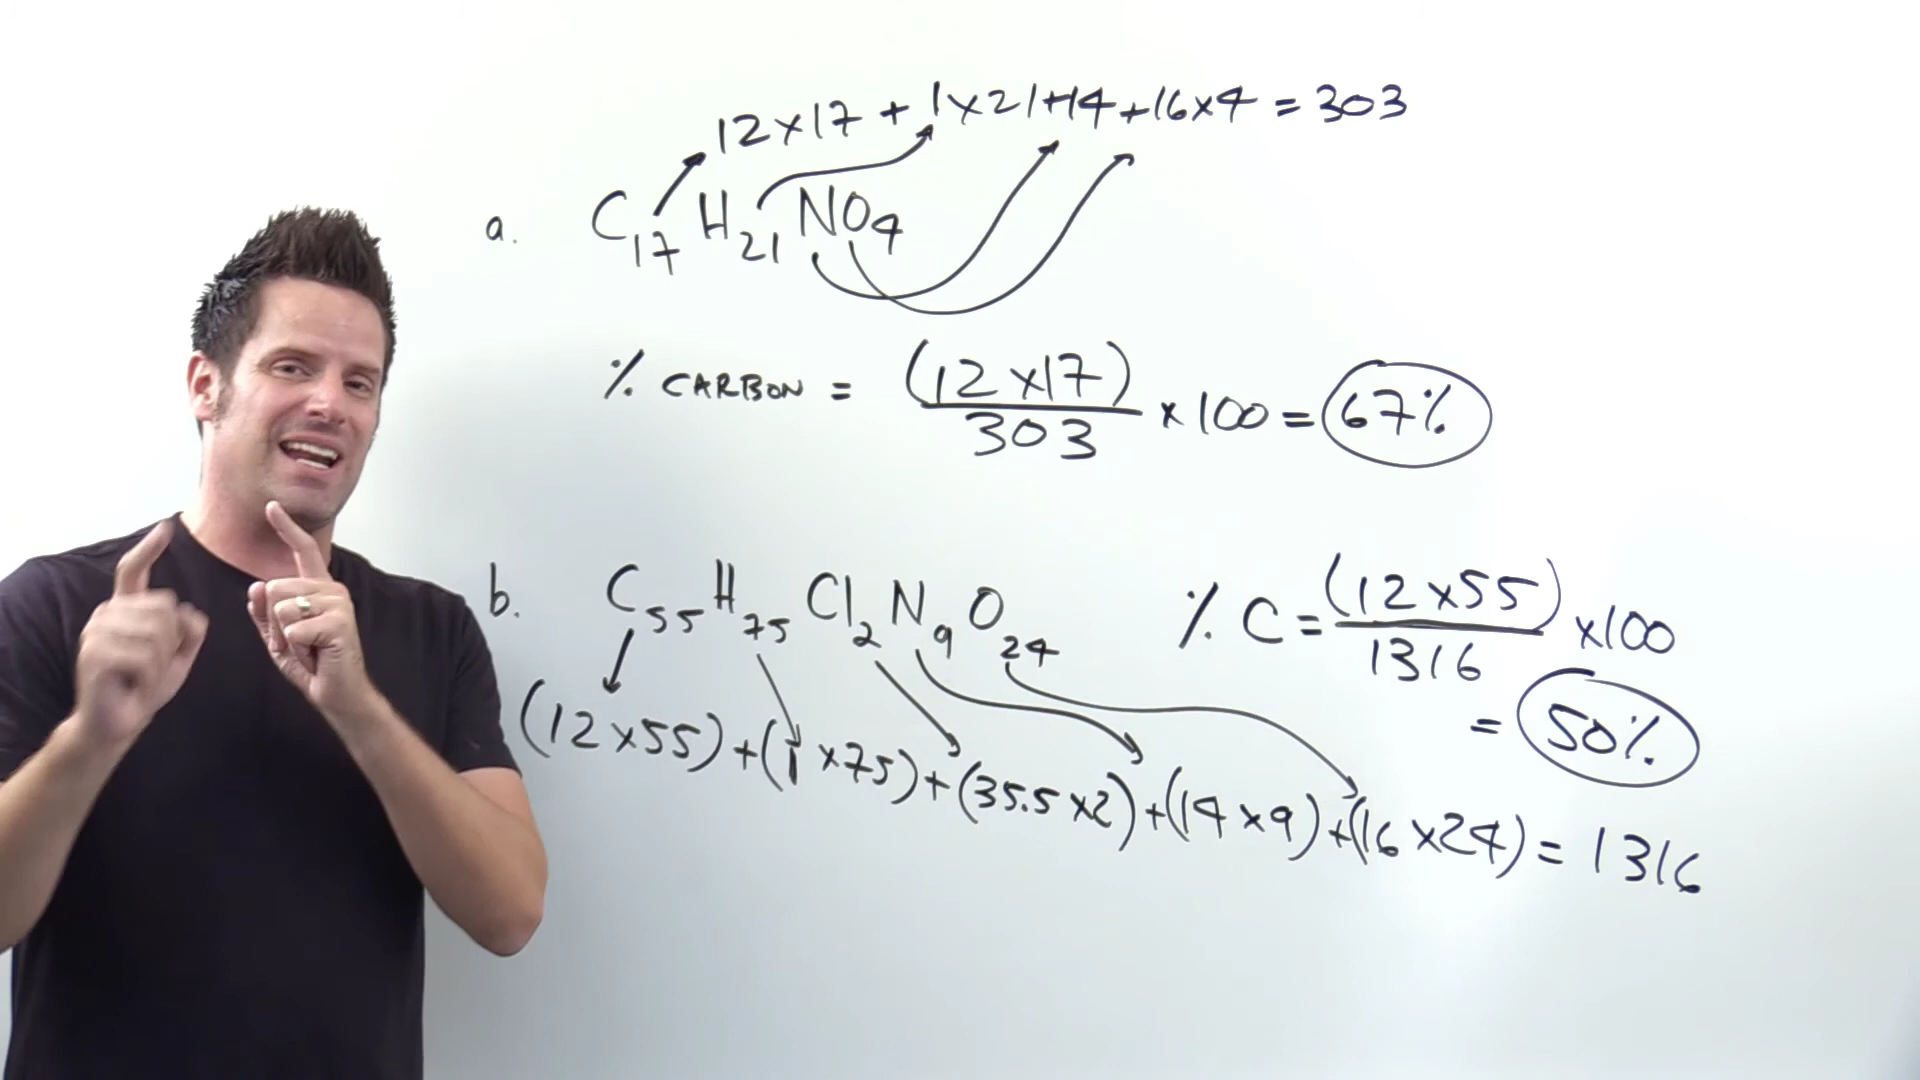 12x17 + 1x21+14+16x4 = 303
a. C17H21NO4
% CARBON = (12x17)/303 x 100 = 67%
b. C55H75Cl2N9O24
% C = (12x55)/1316 x100
= 50%
(12x55)+(1x75)+(35.5x2)+(14x9)+(16x24) = 1316